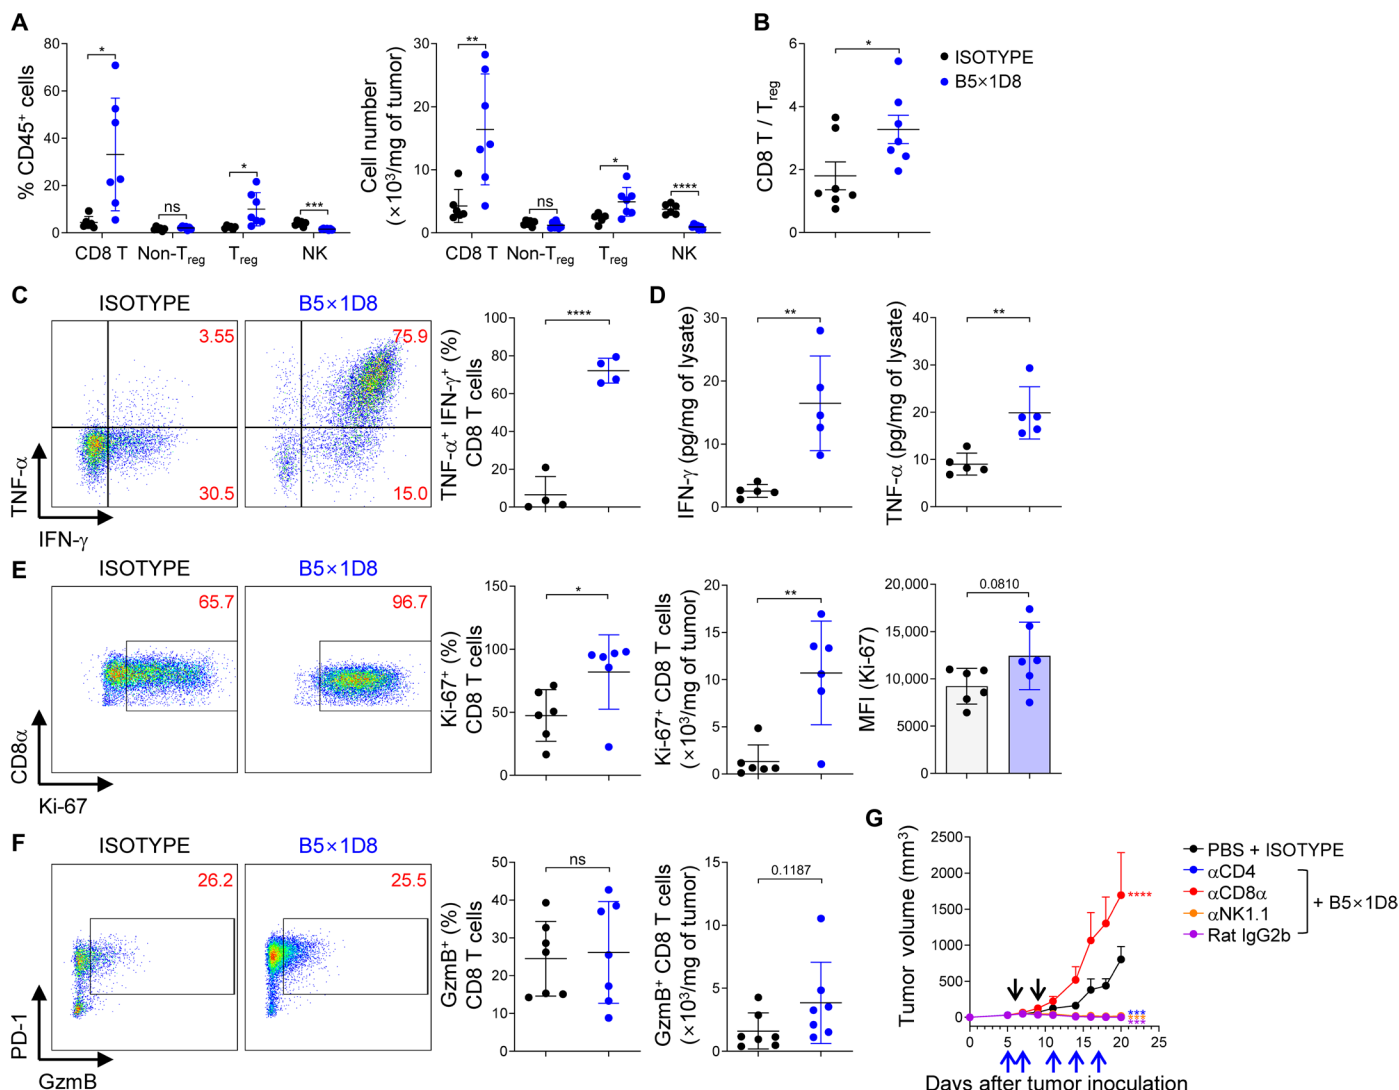 A
% CD45⁺ cells
80
60
40
20
0
*
ns
*
***
CD8 T
Non-Treg
Treg
NK
Cell number
(×10³/mg of tumor)
30
20
10
0
**
ns
*
****
CD8 T
Non-Treg
Treg
NK
B
CD8 T / Treg
6
4
2
0
*
ISOTYPE
B5×1D8
C
ISOTYPE
B5×1D8
3.55
30.5
75.9
15.0
TNF-α
IFN-γ
TNF-α⁺ IFN-γ⁺ (%)
CD8 T cells
100
80
60
40
20
0
****
D
IFN-γ (pg/mg of lysate)
30
20
10
0
**
TNF-α (pg/mg of lysate)
40
30
20
10
0
**
E
ISOTYPE
B5×1D8
65.7
96.7
CD8α
Ki-67
Ki-67⁺ (%)
CD8 T cells
150
100
50
0
*
Ki-67⁺ CD8 T cells
(×10³/mg of tumor)
20
15
10
5
0
**
MFI (Ki-67)
20,000
15,000
10,000
5000
0
0.0810
F
ISOTYPE
B5×1D8
26.2
25.5
PD-1
GzmB
GzmB⁺ (%)
CD8 T cells
50
40
30
20
10
0
ns
GzmB⁺ CD8 T cells
(×10³/mg of tumor)
15
10
5
0
0.1187
G
Tumor volume (mm³)
2500
2000
1500
1000
500
0
0
5
10
15
20
25
Days after tumor inoculation
****
***
***
***
PBS + ISOTYPE
αCD4
αCD8α
αNK1.1
Rat IgG2b
+ B5×1D8